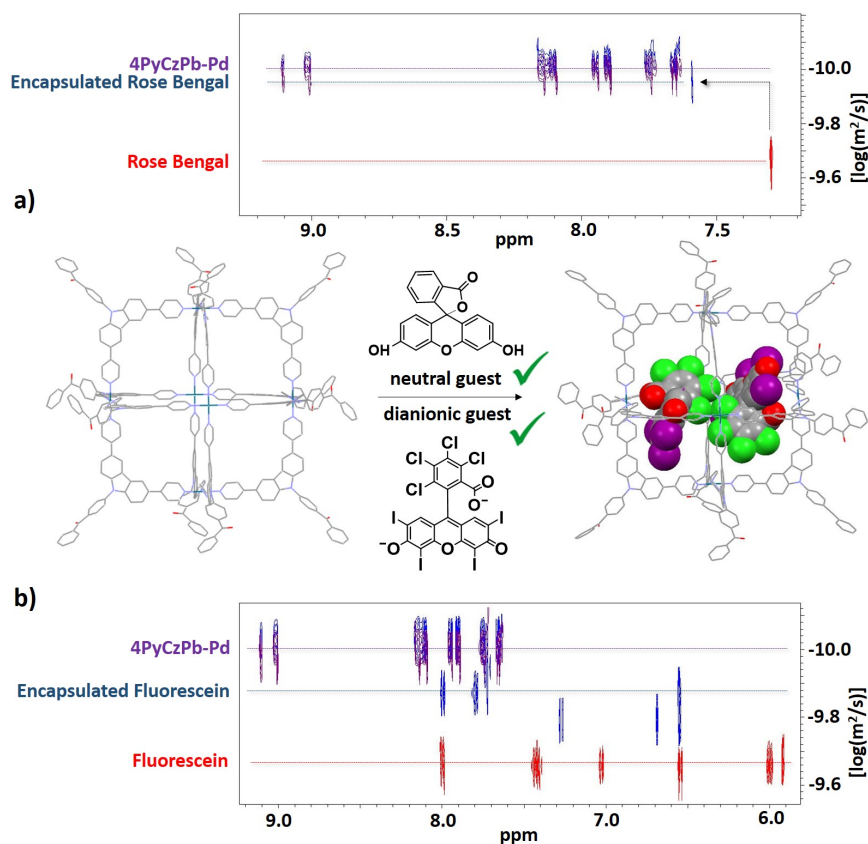 4PyCzPb-Pd
Encapsulated Rose Bengal
Rose Bengal
-10.0
-9.8
-9.6
[log(m²/s)]
9.0 8.5 8.0 7.5
ppm
a)
O
O
OH O OH
neutral guest
dianionic guest
Cl
Cl Cl
Cl O
O⁻
I I
⁻O O O
I I
b)
4PyCzPb-Pd
Encapsulated Fluorescein
Fluorescein
-10.0
-9.8
-9.6
[log(m²/s)]
9.0 8.0 7.0 6.0
ppm